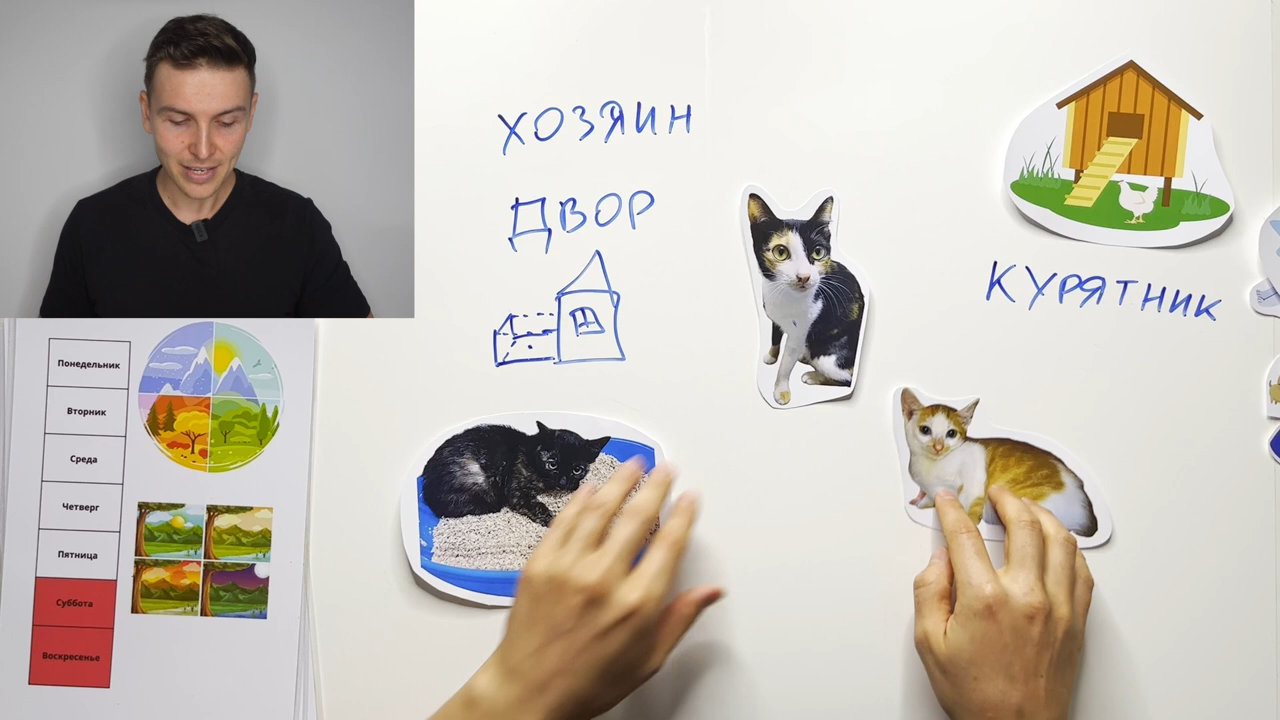 ХОЗЯИН
ДВОР
КУРЯТНИК
Понедельник
Вторник
Среда
Четверг
Пятница
Суббота
Воскресенье